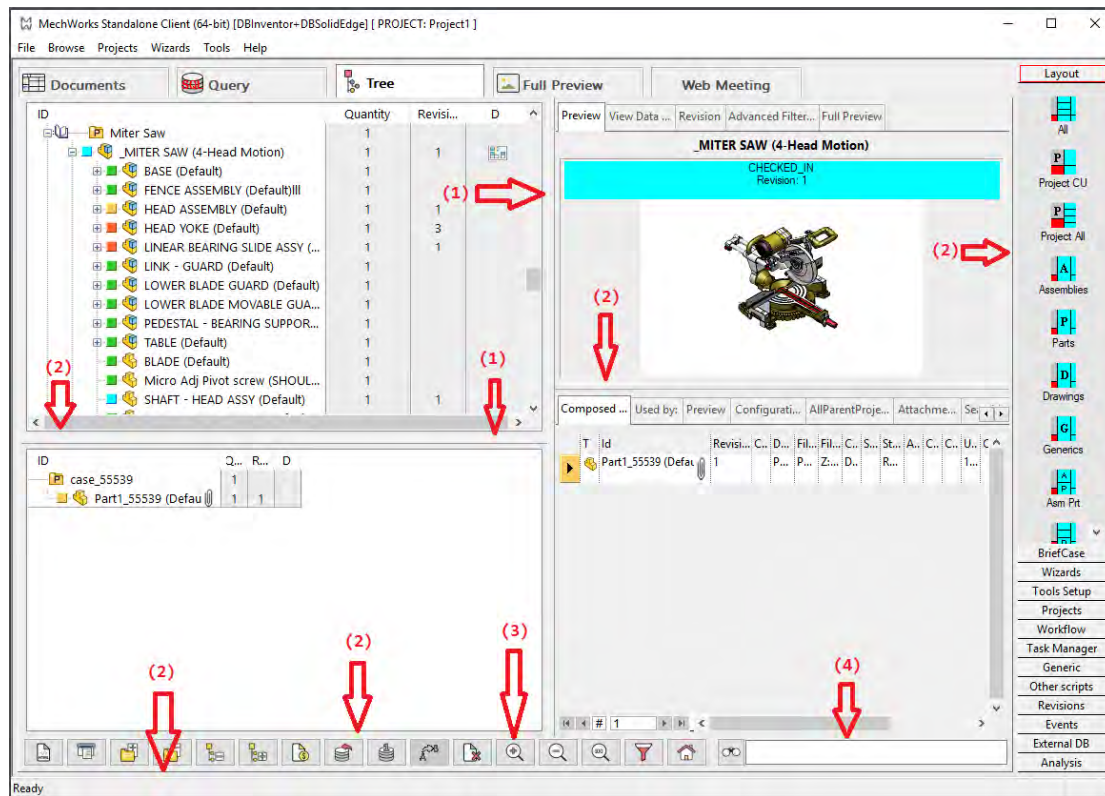 MechWorks Standalone Client (64-bit) [DBInventor+DBSolidEdge] [ PROJECT: Project1 ]
File Browse Projects Wizards Tools Help
Documents Query Tree Full Preview Web Meeting
Layout
ID Quantity Revisi... D
P Miter Saw 1
_MITER SAW (4-Head Motion) 1 1
BASE (Default) 1
FENCE ASSEMBLY (Default)lll 1
HEAD ASSEMBLY (Default) 1 1
HEAD YOKE (Default) 1 3
LINEAR BEARING SLIDE ASSY (... 1 1
LINK - GUARD (Default) 1
LOWER BLADE GUARD (Default) 1
LOWER BLADE MOVABLE GUA... 1
PEDESTAL - BEARING SUPPOR... 1
TABLE (Default) 1
BLADE (Default) 1
Micro Adj Pivot screw (SHOUL... 1
SHAFT - HEAD ASSY (Default) 1 1
(1)
(2)
(1)
Preview View Data ... Revision Advanced Filter... Full Preview
_MITER SAW (4-Head Motion)
CHECKED_IN
Revision: 1
(2)
(2)
Composed ... Used by: Preview Configurati... AllParentProje... Attachme... Se
T Id Revisi... C.. D... Fil... Fil... C.. S... St... A.. C... C.. U.. C
Part1_55539 (Defau 1 P... P... Z:... D.. R... 1...
# 1
ID Q... R... D
P case_55539 1
Part1_55539 (Defau 1 1
(2)
(2)
(3)
(4)
All
P
Project CU
P
Project All
A
Assemblies
P
Parts
D
Drawings
G
Generics
A
P
Asm Prt
BriefCase
Wizards
Tools Setup
Projects
Workflow
Task Manager
Generic
Other scripts
Revisions
Events
External DB
Analysis
Ready